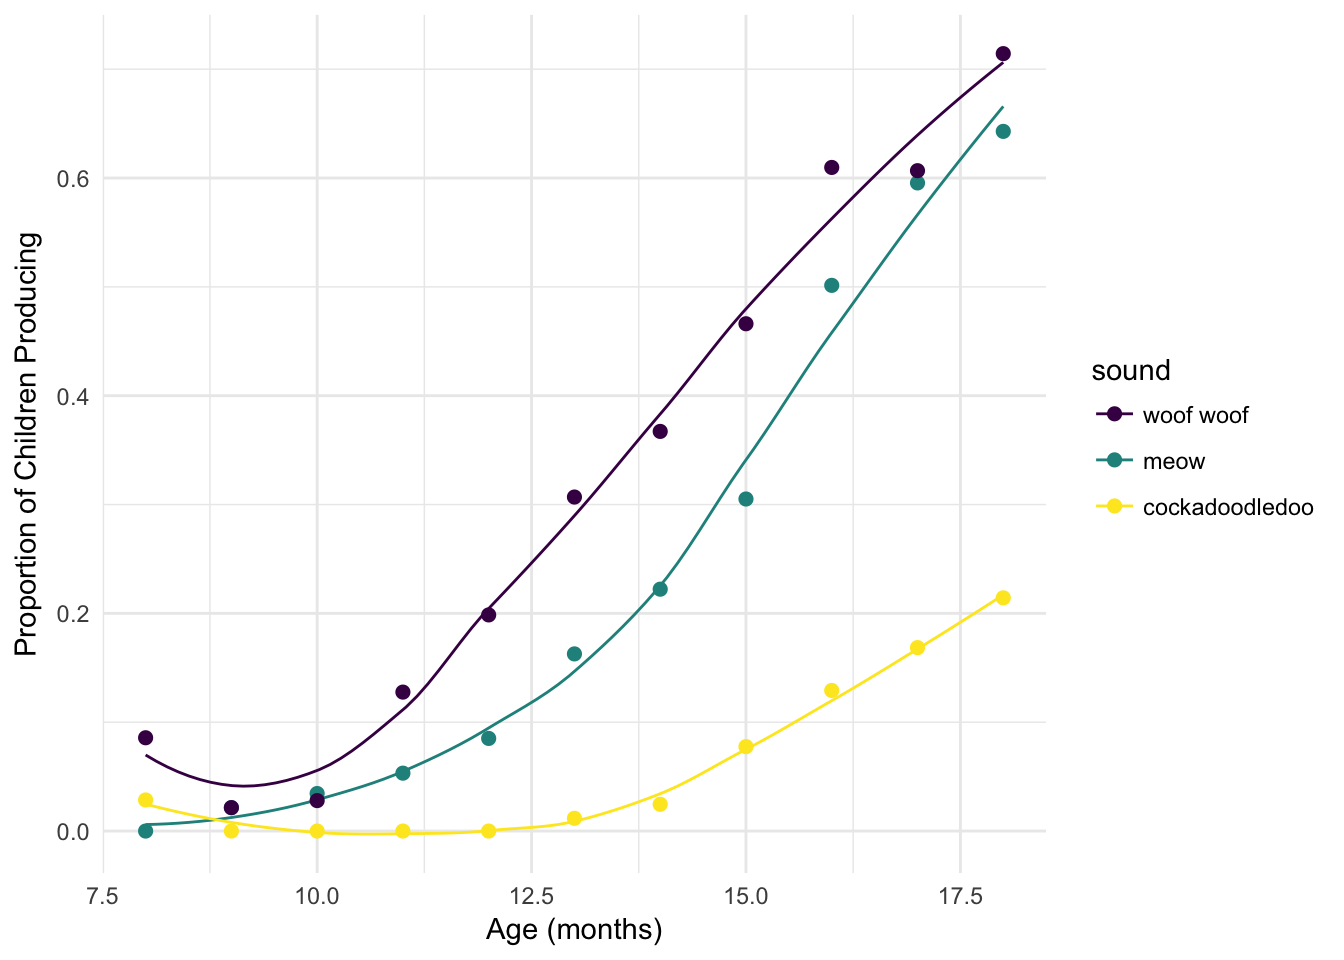 Proportion of Children Producing
0.6
0.4
0.2
0.0
7.5 10.0 12.5 15.0 17.5
Age (months)
sound
woof woof
meow
cockadoodledoo